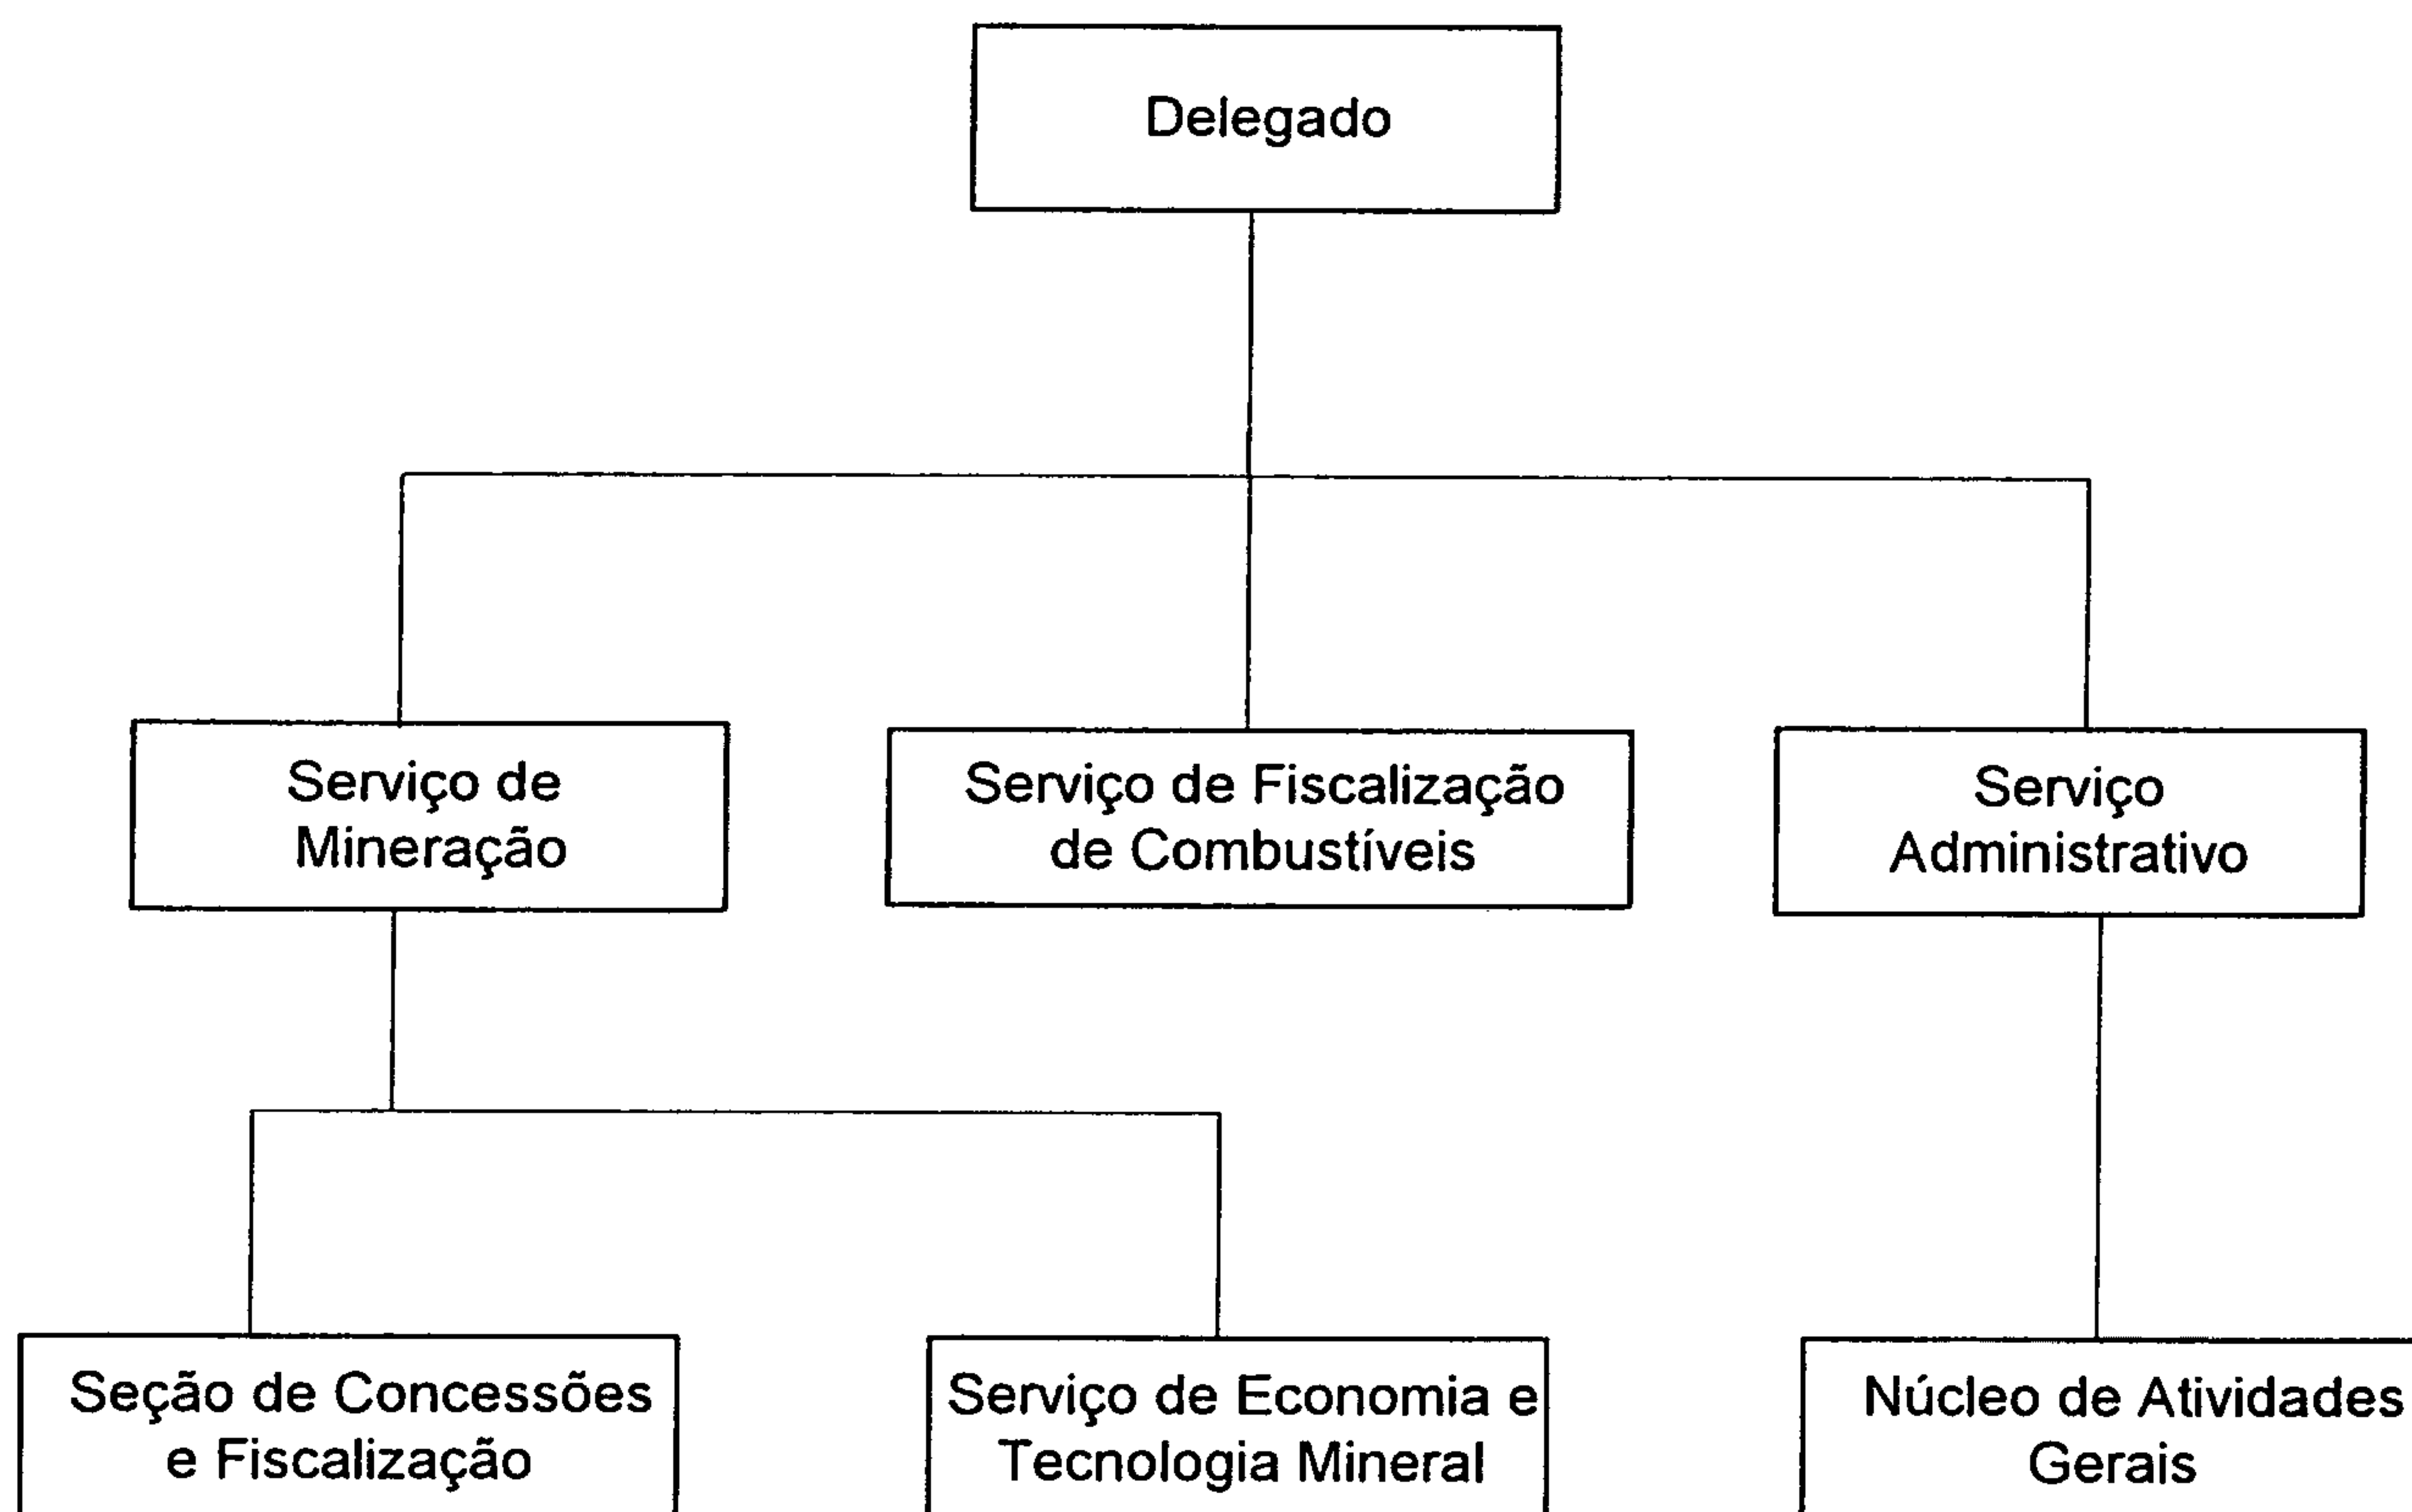 Delegado
Serviço de
Mineração
Serviço de Fiscalização
de Combustíveis
Serviço
Administrativo
Seção de Concessões
e Fiscalização
Serviço de Economia e
Tecnologia Mineral
Núcleo de Atividades
Gerais